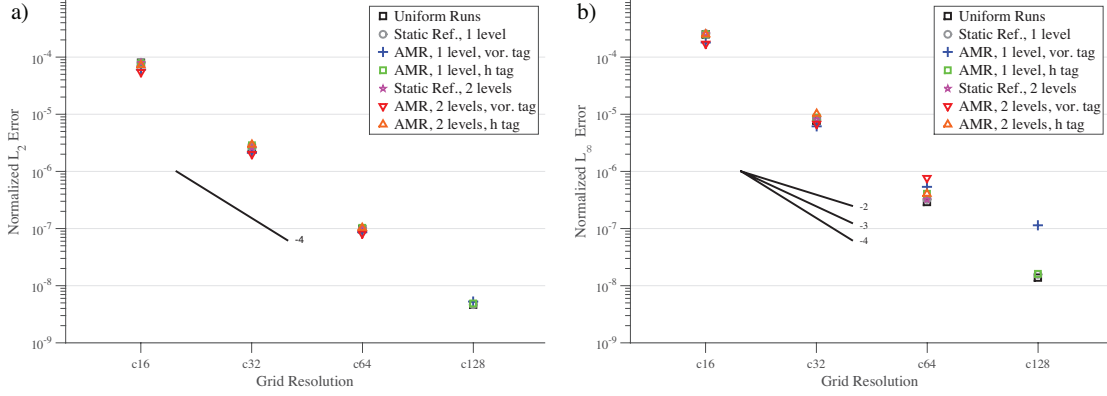 a)
Normalized L2 Error
10-4
10-5
10-6
10-7
10-8
10-9
Uniform Runs
Static Ref., 1 level
AMR, 1 level, vor. tag
AMR, 1 level, h tag
Static Ref., 2 levels
AMR, 2 levels, vor. tag
AMR, 2 levels, h tag
-4
c16 c32 c64 c128
Grid Resolution
b)
Normalized L∞ Error
10-4
10-5
10-6
10-7
10-8
10-9
Uniform Runs
Static Ref., 1 level
AMR, 1 level, vor. tag
AMR, 1 level, h tag
Static Ref., 2 levels
AMR, 2 levels, vor. tag
AMR, 2 levels, h tag
-2
-3
-4
c16 c32 c64 c128
Grid Resolution